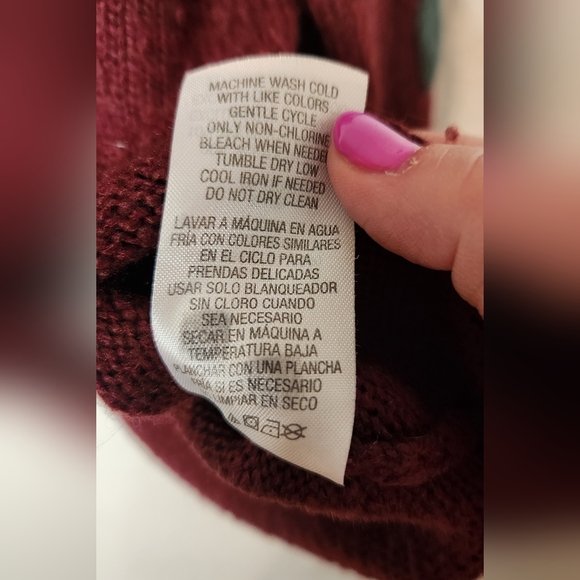 MACHINE WASH COLD
WITH LIKE COLORS
GENTLE CYCLE
ONLY NON-CHLORINE
BLEACH WHEN NEEDED
TUMBLE DRY LOW
COOL IRON IF NEEDED
DO NOT DRY CLEAN
LAVAR A MÁQUINA EN AGUA
FRÍA CON COLORES SIMILARES
EN EL CICLO PARA
PRENDAS DELICADAS
USAR SOLO BLANQUEADOR
SIN CLORO CUANDO
SEA NECESARIO
SECAR EN MÁQUINA A
TEMPERATURA BAJA
PLANCHAR CON UNA PLANCHA
FRÍA SI ES NECESARIO
LIMPIAR EN SECO